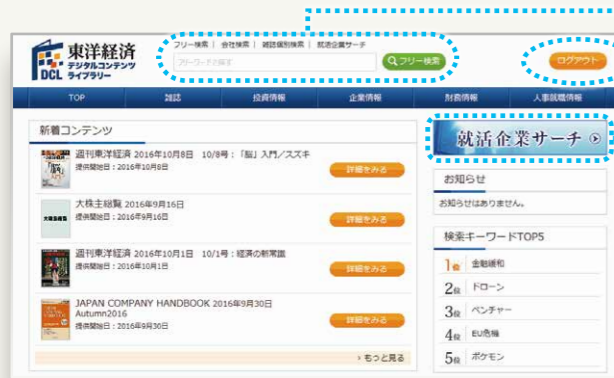 東洋経済
デジタルコンテンツ
DCL ライブラリー
フリー検索 | 会社検索 | 雑誌個別検索 | 就活企業サーチ
フリーワードで探す
フリー検索
ログアウト
TOP 雑誌 投資情報 企業情報 財務情報 人事就職情報
新着コンテンツ
週刊東洋経済 2016年10月8日 10/8号:「脳」入門/スズキ
提供開始日:2016年10月8日
詳細をみる
大株主総覧 2016年9月16日
提供開始日:2016年9月16日
詳細をみる
週刊東洋経済 2016年10月1日 10/1号:経済の新常識
提供開始日:2016年10月1日
詳細をみる
JAPAN COMPANY HANDBOOK 2016年9月30日
Autumn2016
提供開始日:2016年9月30日
詳細をみる
› もっと見る
就活企業サーチ
お知らせ
お知らせはありません。
検索キーワードTOP5
1位 金融緩和
2位 ドローン
3位 ベンチャー
4位 EU危機
5位 ポケモン